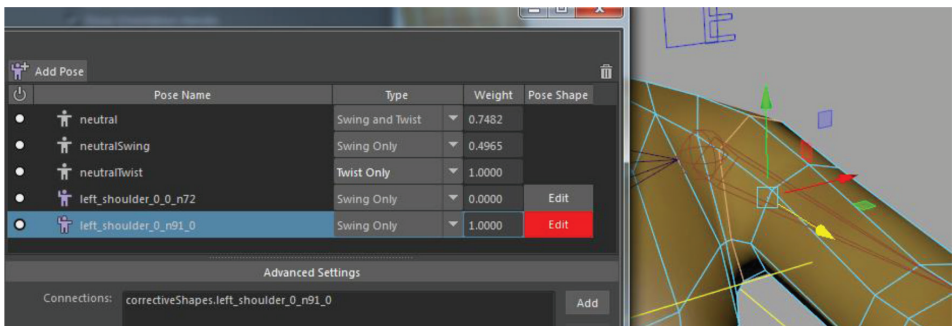 Add Pose
Pose Name Type Weight Pose Shape
neutral Swing and Twist 0.7482
neutralSwing Swing Only 0.4965
neutralTwist Twist Only 1.0000
left_shoulder_0_0_n72 Swing Only 0.0000 Edit
left_shoulder_0_n91_0 Swing Only 1.0000 Edit
Advanced Settings
Connections: correctiveShapes.left_shoulder_0_n91_0 Add